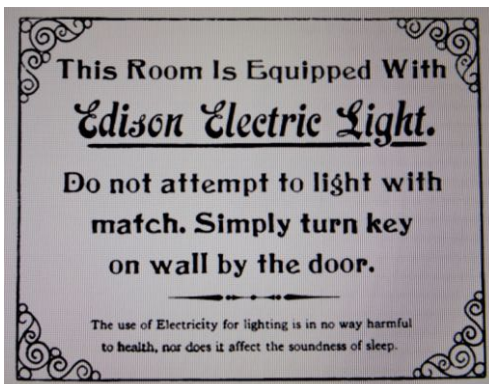 This Room Is Equipped With
Edison Electric Light.
Do not attempt to light with
match. Simply turn key
on wall by the door.
The use of Electricity for lighting is in no way harmful
to health, nor does it affect the soundness of sleep.